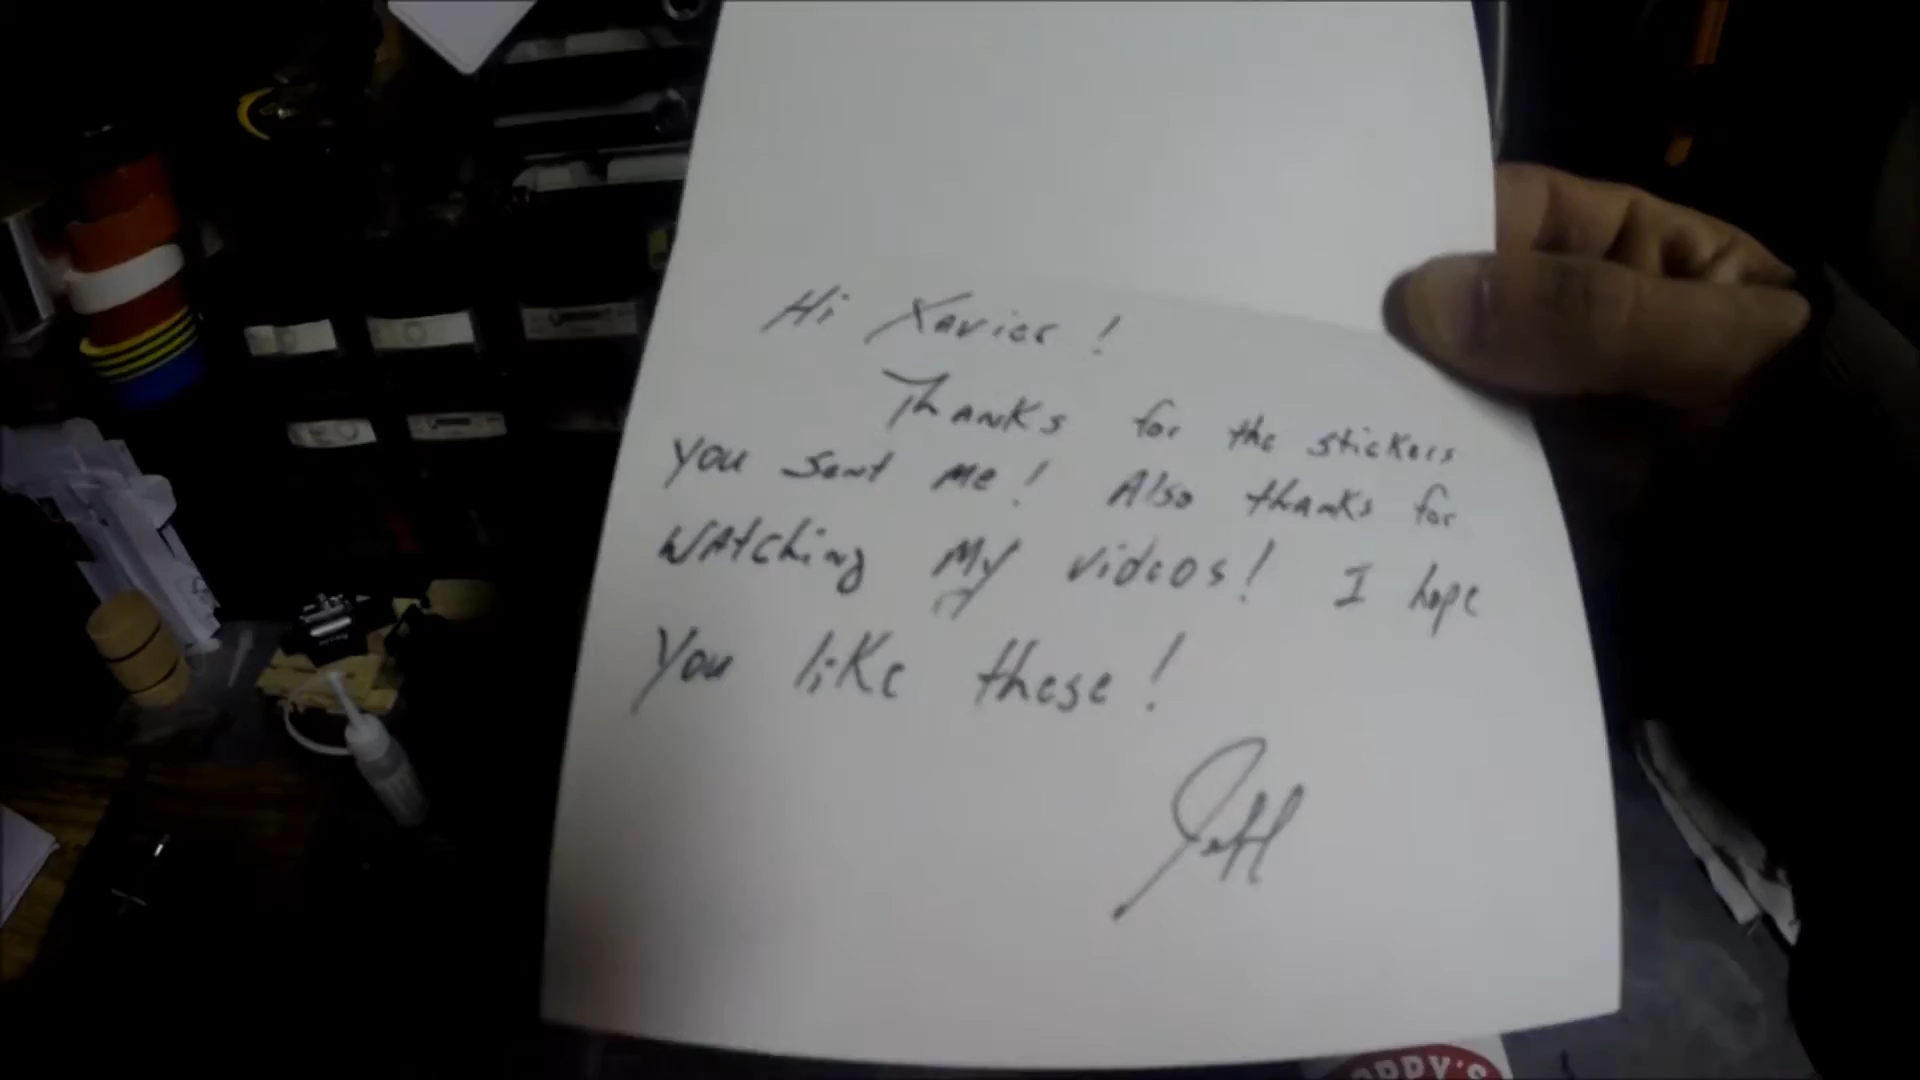 Hi Xavier!
Thanks for the stickers
you sent me! Also thanks for
watching my videos! I hope
you like these!
Jeff